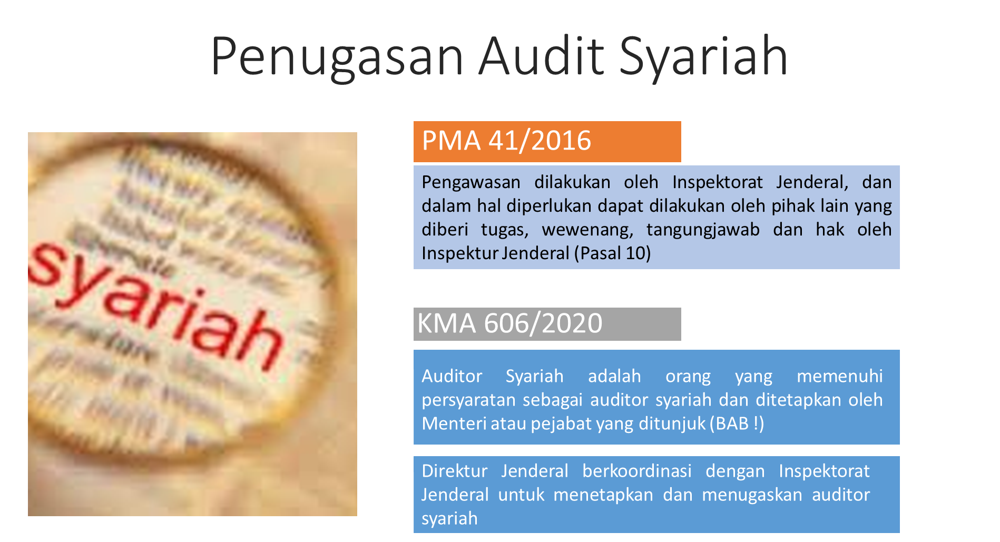 Penugasan Audit Syariah
syariah
PMA 41/2016
Pengawasan dilakukan oleh Inspektorat Jenderal, dan
dalam hal diperlukan dapat dilakukan oleh pihak lain yang
diberi tugas, wewenang, tangungjawab dan hak oleh
Inspektur Jenderal (Pasal 10)
KMA 606/2020
Auditor Syariah adalah orang yang memenuhi
persyaratan sebagai auditor syariah dan ditetapkan oleh
Menteri atau pejabat yang ditunjuk (BAB !)
Direktur Jenderal berkoordinasi dengan Inspektorat
Jenderal untuk menetapkan dan menugaskan auditor
syariah